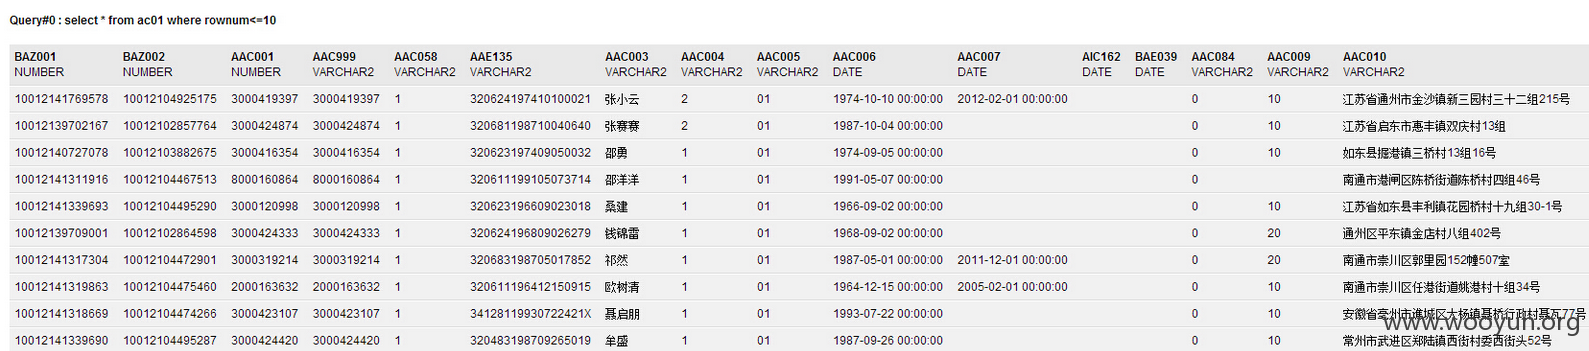 Query#0 : select * from ac01 where rownum<=10
BAZ001 BAZ002 AAC001 AAC999 AAC058 AAE135 AAC003 AAC004 AAC005 AAC006 AAC007 AIC162 BAE039 AAC084 AAC009 AAC010
NUMBER NUMBER NUMBER VARCHAR2 VARCHAR2 VARCHAR2 VARCHAR2 VARCHAR2 VARCHAR2 DATE DATE DATE DATE VARCHAR2 VARCHAR2 VARCHAR2
10012141769578 10012104925175 3000419397 3000419397 1 320624197410100021 张小云 2 01 1974-10-10 00:00:00 2012-02-01 00:00:00 0 10 江苏省通州市金沙镇新三园村三十二组215号
10012139702167 10012102857764 3000424874 3000424874 1 320681198710040640 张赛赛 2 01 1987-10-04 00:00:00 0 10 江苏省启东市惠丰镇双庆村13组
10012140727078 10012103882675 3000416354 3000416354 1 320623197409050032 邵勇 1 01 1974-09-05 00:00:00 0 10 如东县掘港镇三桥村13组16号
10012141311916 10012104467513 8000160864 8000160864 1 320611199105073714 邵洋洋 1 01 1991-05-07 00:00:00 0 南通市港闸区陈桥街道陈桥村四组46号
10012141339693 10012104495290 3000120998 3000120998 1 320623196609023018 桑建 1 01 1966-09-02 00:00:00 0 10 江苏省如东县丰利镇花园桥村十九组30-1号
10012139709001 10012102864598 3000424333 3000424333 1 320624196809026279 钱锦雷 1 01 1968-09-02 00:00:00 0 20 通州区平东镇金店村八组402号
10012141317304 10012104472901 3000319214 3000319214 1 320683198705017852 祁然 1 01 1987-05-01 00:00:00 2011-12-01 00:00:00 0 20 南通市崇川区郭里园152幢507室
10012141319863 10012104475460 2000163632 2000163632 1 320611196412150915 欧树清 1 01 1964-12-15 00:00:00 2005-02-01 00:00:00 0 10 南通市崇川区任港街道姚港村十组34号
10012141318669 10012104474266 3000423107 3000423107 1 34128119930722421X 聂启朋 1 01 1993-07-22 00:00:00 0 10 安徽省亳州市谯城区大杨镇聂桥行政村聂瓦77号
10012141339690 10012104495287 3000424420 3000424420 1 320483198709265019 牟盛 1 01 1987-09-26 00:00:00 0 10 常州市武进区郑陆镇西街村委西街头52号
www.wooyun.org